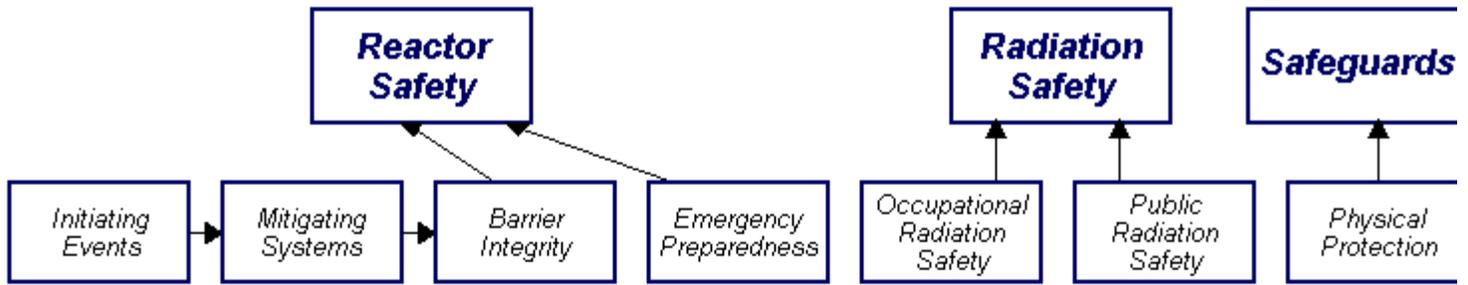 Reactor
Safety
Radiation
Safety
Safeguards
Initiating
Events
Mitigating
Systems
Barrier
Integrity
Emergency
Preparedness
Occupational
Radiation
Safety
Public
Radiation
Safety
Physical
Protection